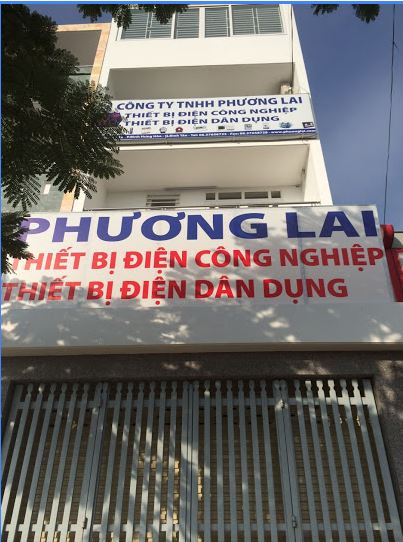 CÔNG TY TNHH PHƯƠNG LAI
THIẾT BỊ ĐIỆN CÔNG NGHIỆP
THIẾT BỊ ĐIỆN DÂN DỤNG
PHƯƠNG LAI
THIẾT BỊ ĐIỆN CÔNG NGHIỆP
THIẾT BỊ ĐIỆN DÂN DỤNG